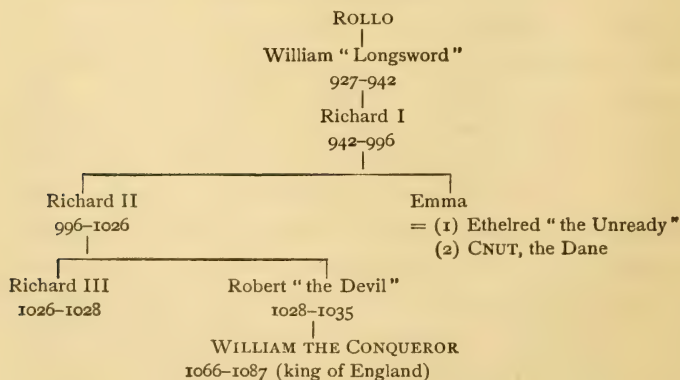 ROLLO
William "Longsword"
927–942
Richard I
942–996
Richard II
Emma
996–1026
= (1) Ethelred "the Unready"
(2) CNUT, the Dane
Richard III
Robert "the Devil"
1026–1028
1028–1035
WILLIAM THE CONQUEROR
1066–1087 (king of England)